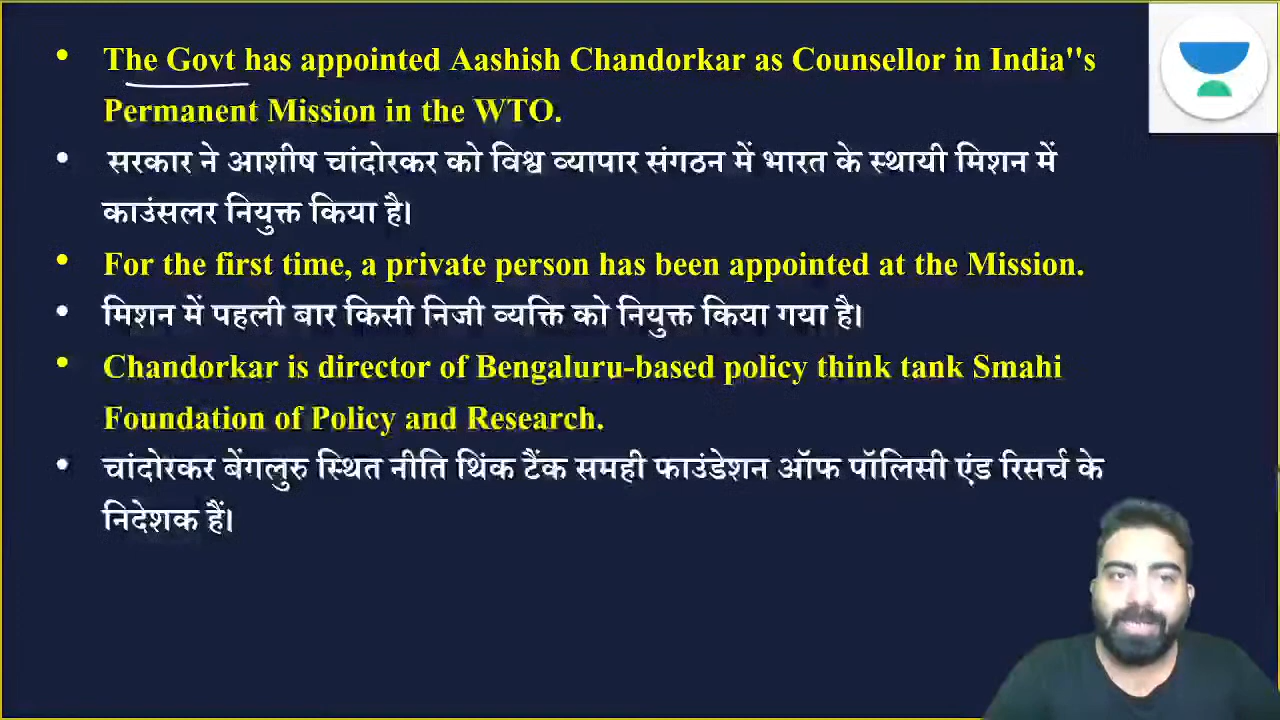 • The Govt has appointed Aashish Chandorkar as Counsellor in India''s
Permanent Mission in the WTO.
• सरकार ने आशीष चांदोरकर को विश्व व्यापार संगठन में भारत के स्थायी मिशन में
काउंसलर नियुक्त किया है।
• For the first time, a private person has been appointed at the Mission.
• मिशन में पहली बार किसी निजी व्यक्ति को नियुक्त किया गया है।
• Chandorkar is director of Bengaluru-based policy think tank Smahi
Foundation of Policy and Research.
• चांदोरकर बेंगलुरु स्थित नीति थिंक टैंक समही फाउंडेशन ऑफ पॉलिसी एंड रिसर्च के
निदेशक हैं।